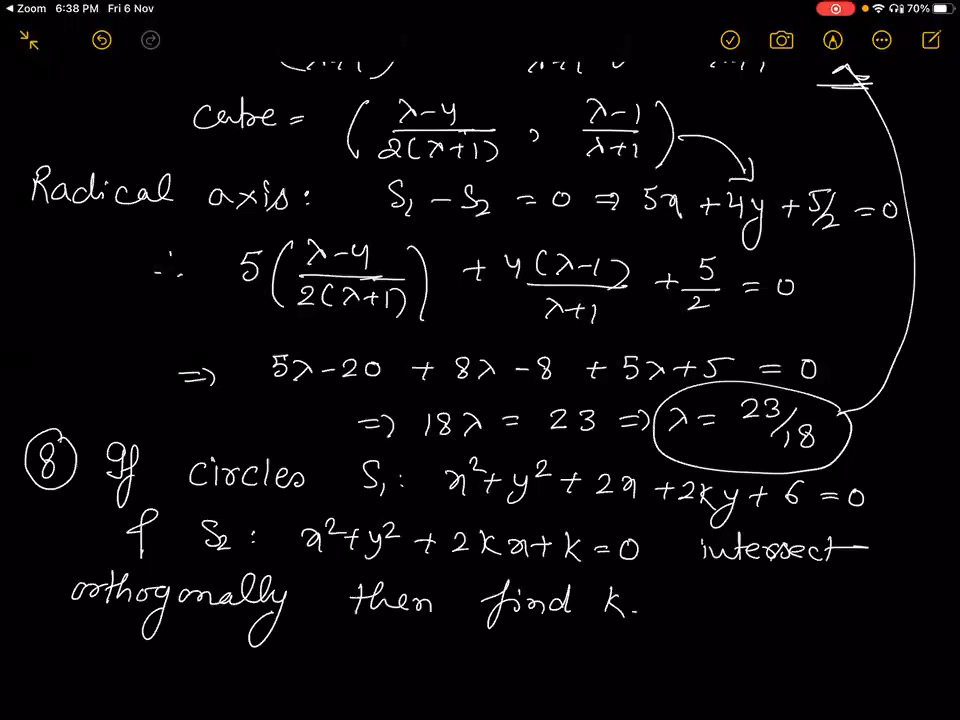 ◀ Zoom 6:38 PM Fri 6 Nov 70%
cabe = ( λ-4 / 2(λ+1) , λ-1 / λ+1 )
Radical axis: S₁ - S₂ = 0 ⇒ 5x + 4y + 5/2 = 0
∴ 5 ( λ-4 / 2(λ+1) ) + 4(λ-1) / λ+1 + 5/2 = 0
⇒ 5λ-20 + 8λ-8 + 5λ+5 = 0
⇒ 18λ = 23 ⇒ λ = 23/18
⑧ If circles S₁: x²+y²+2x+2ky+6=0
& S₂: x²+y²+2kx+k=0 intersect
orthogonally then find k.